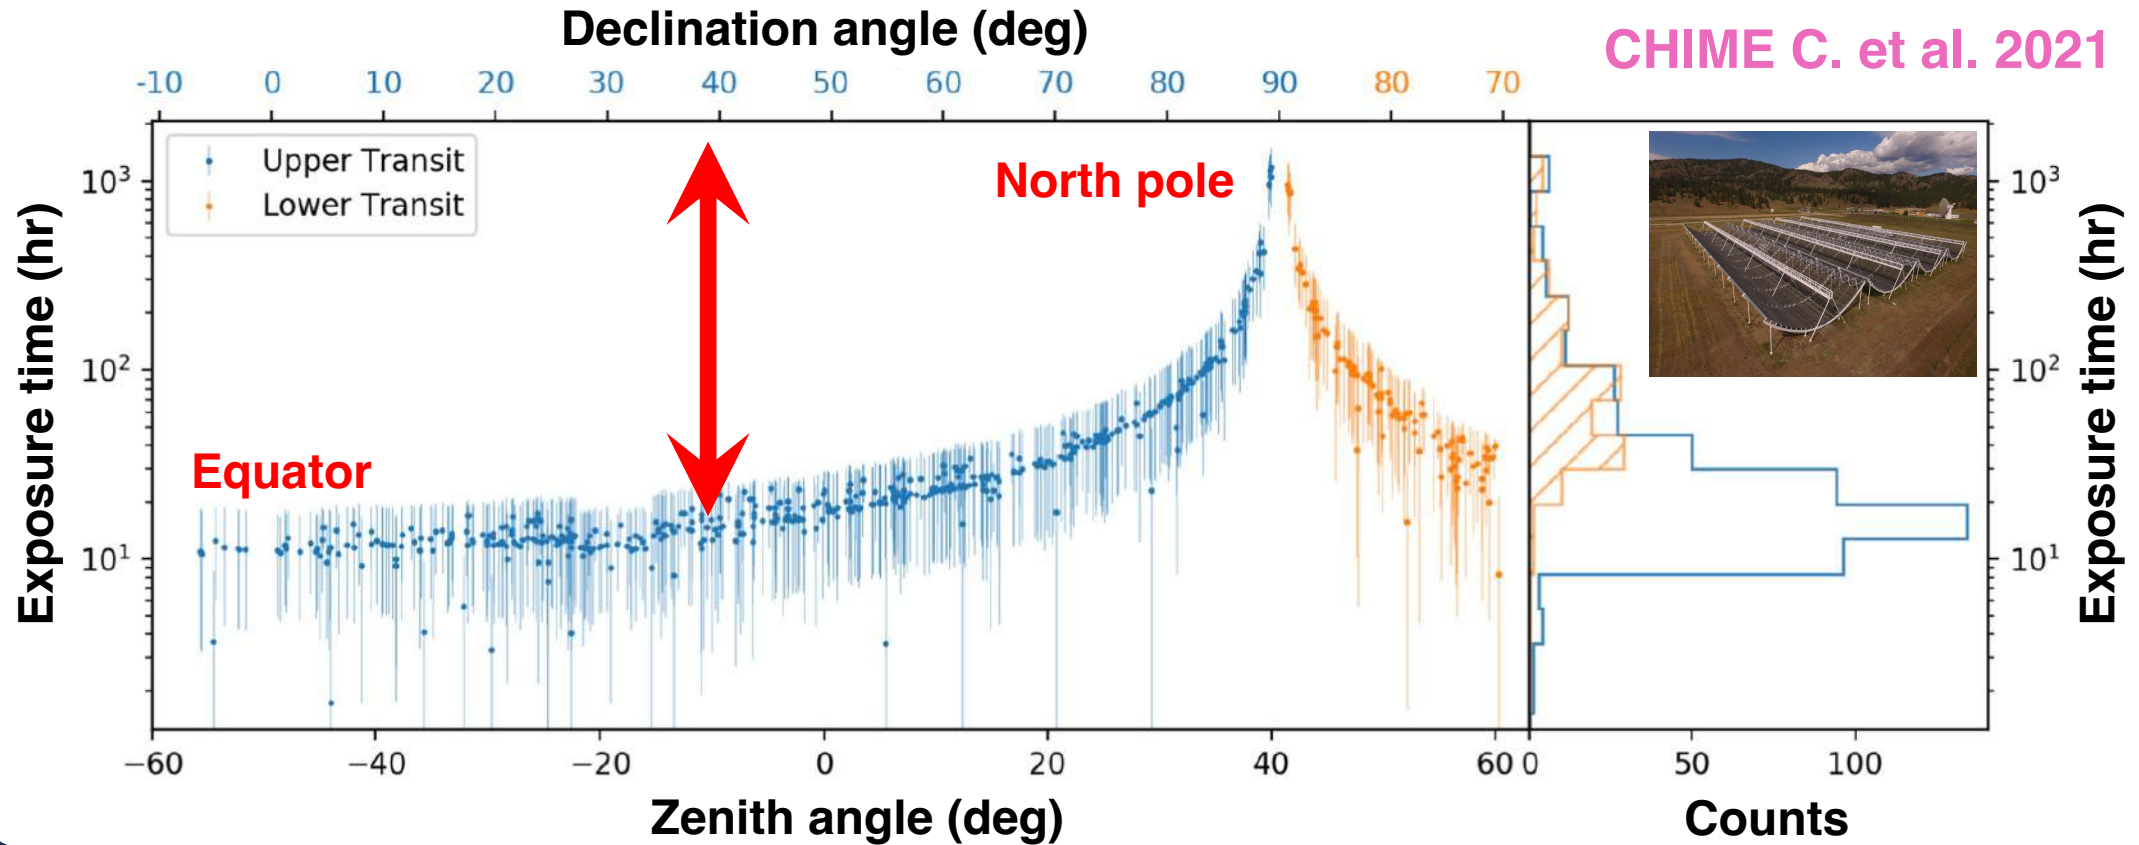 Declination angle (deg)
CHIME C. et al. 2021
-10 0 10 20 30 40 50 60 70 80 90 80 70
Upper Transit
Lower Transit
North pole
Equator
Exposure time (hr)
10³
10²
10¹
10³
10²
10¹
Exposure time (hr)
−60 −40 −20 0 20 40 60 0 50 100
Zenith angle (deg)
Counts